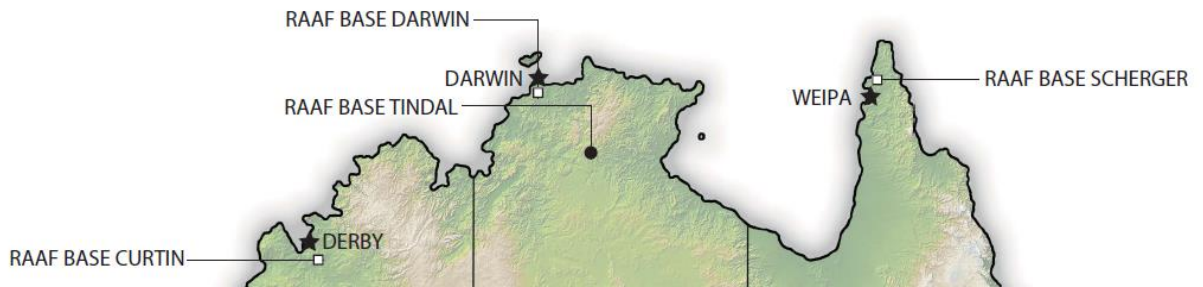 RAAF BASE DARWIN
DARWIN
RAAF BASE SCHERGER
WEIPA
RAAF BASE TINDAL
DERBY
RAAF BASE CURTIN